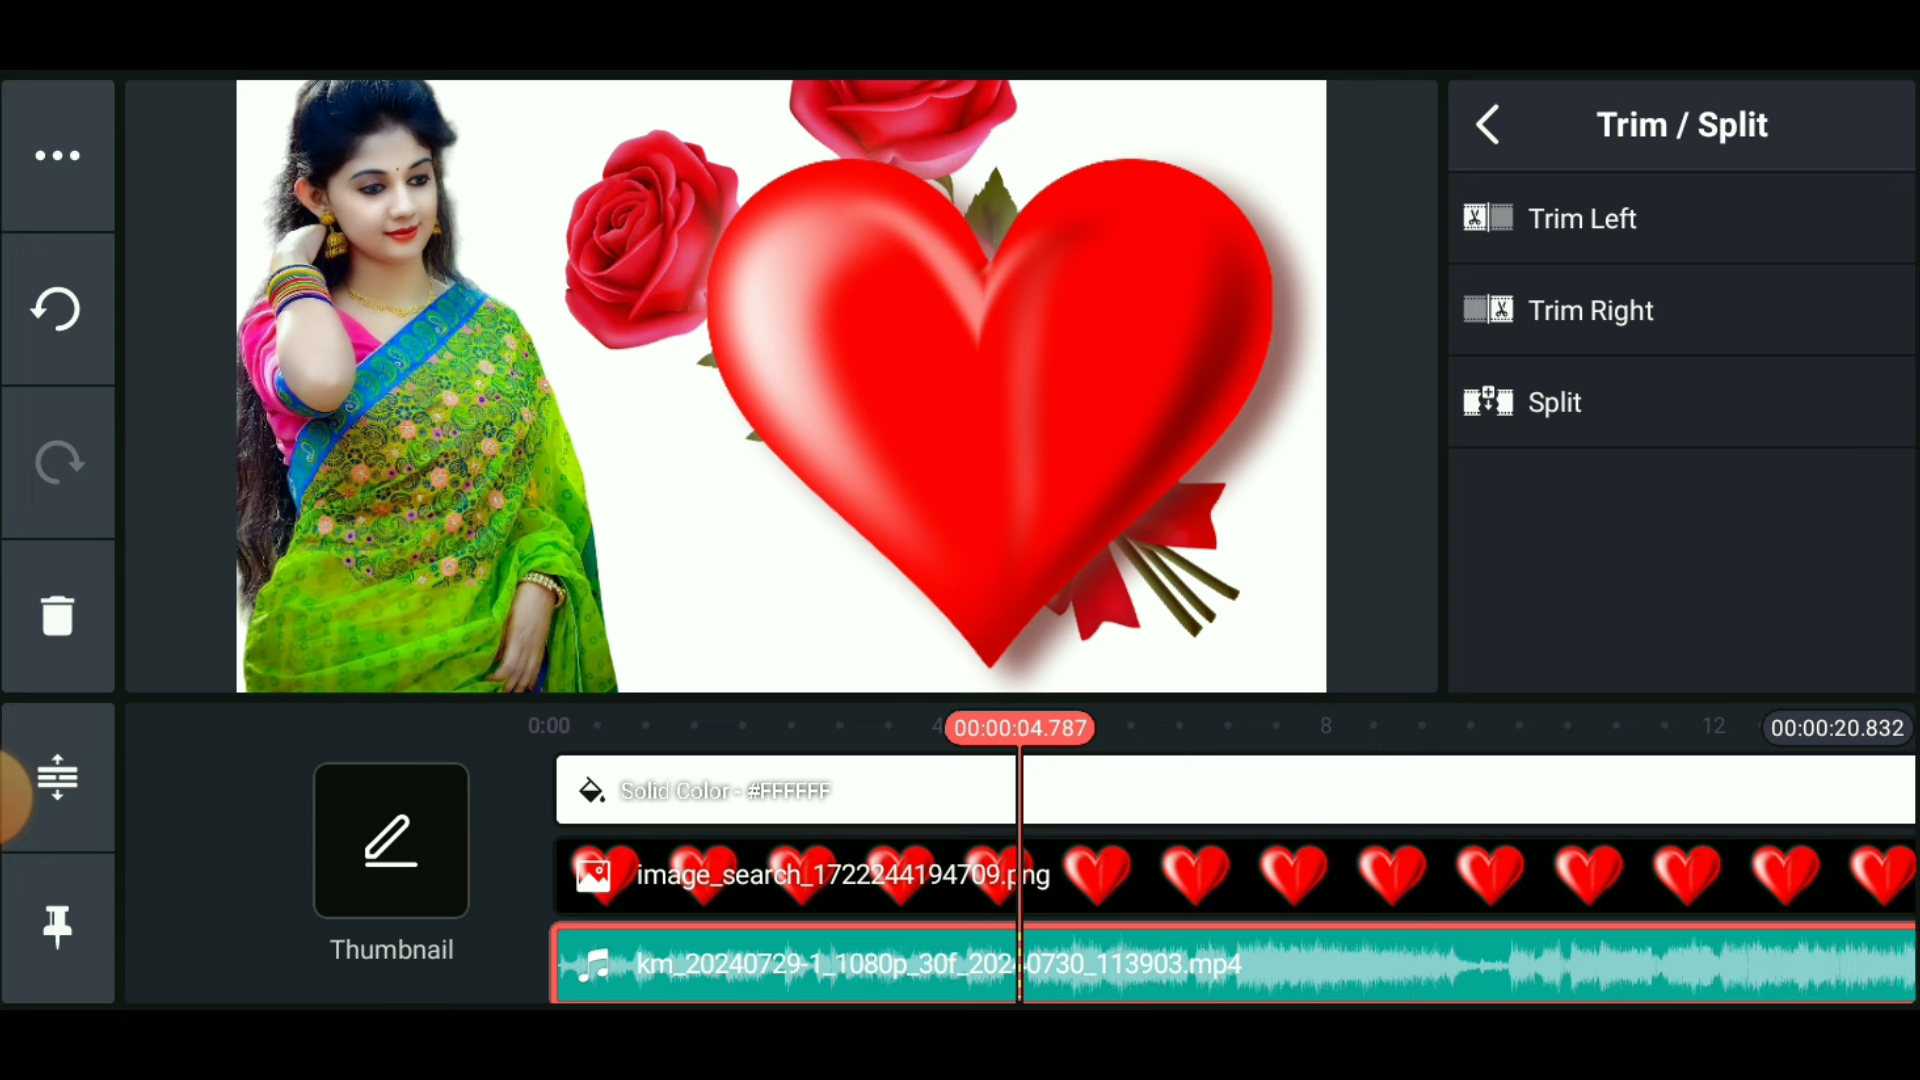 Trim / Split
Trim Left
Trim Right
Split
0:00
4
00:00:04.787
8
12
00:00:20.832
Solid Color - #FFFFFF
image_search_1722244194709.png
km_20240729-1_1080p_30f_20240730_113903.mp4
Thumbnail